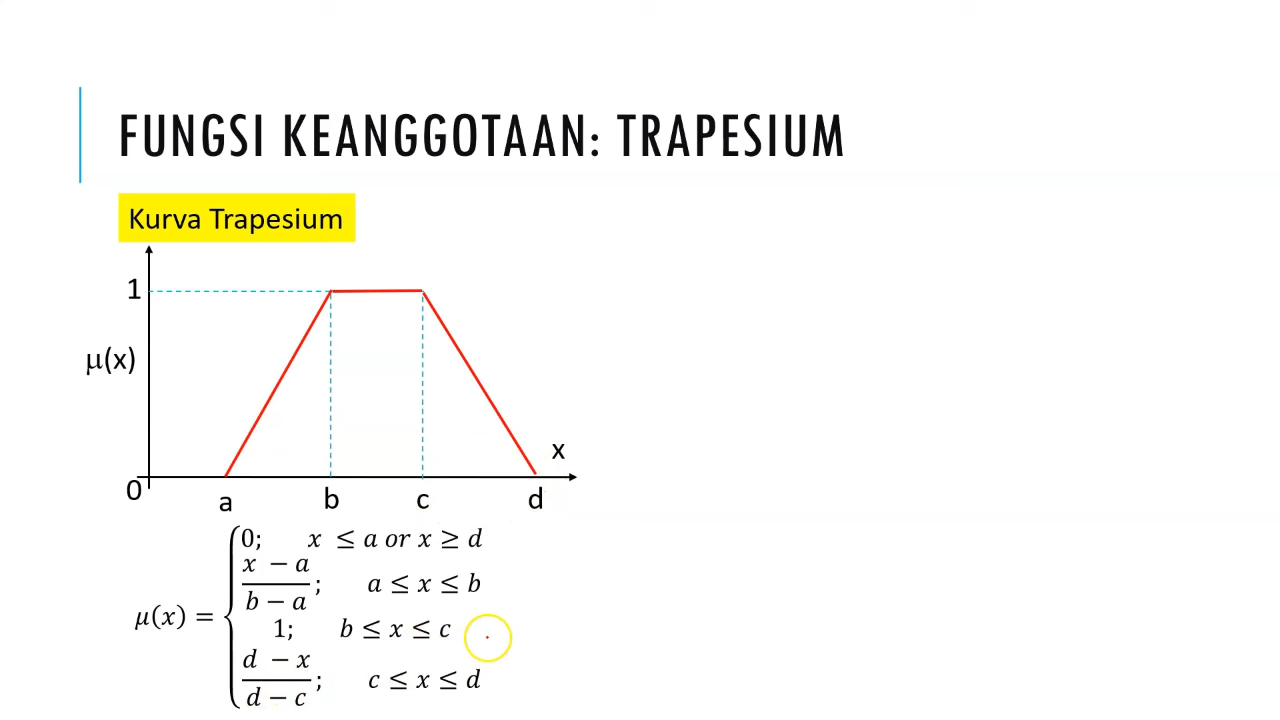 FUNGSI KEANGGOTAAN: TRAPESIUM
Kurva Trapesium
1
μ(x)
x
0
a b c d
0; x ≤ a or x ≥ d
x − a
b − a ; a ≤ x ≤ b
μ(x) =
1; b ≤ x ≤ c
d − x
d − c ; c ≤ x ≤ d